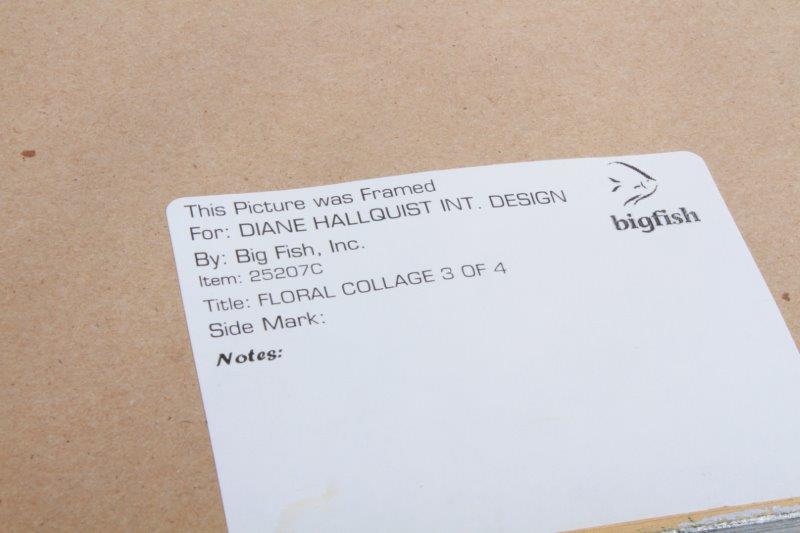 This Picture was Framed
For: DIANE HALLQUIST INT. DESIGN
By: Big Fish, Inc.
Item: 25207C
Title: FLORAL COLLAGE 3 OF 4
Side Mark:
Notes:
bigfish